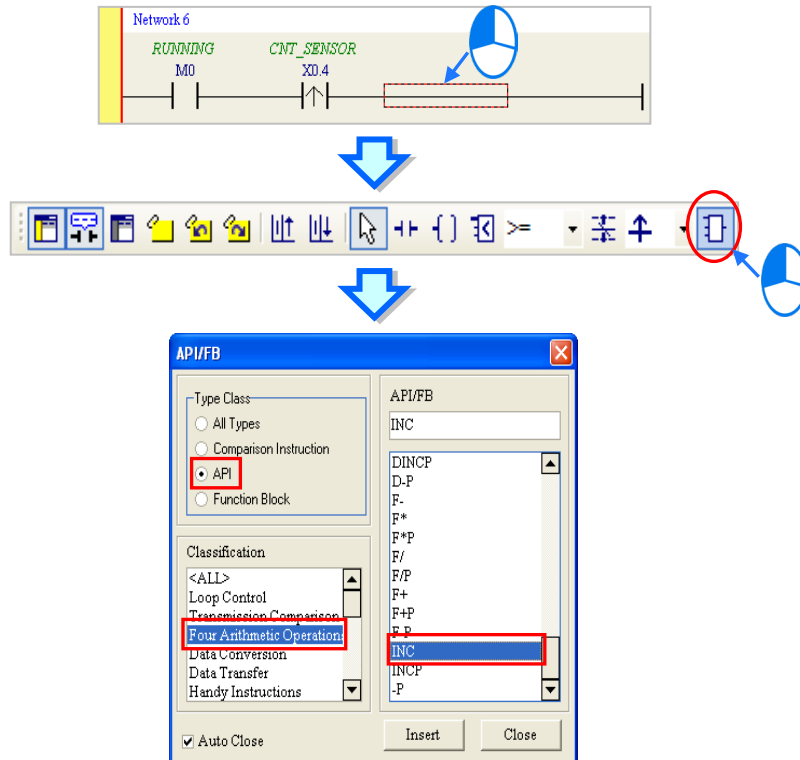 Network 6
RUNNING CNT_SENSOR
M0 X0.4
>=
API/FB
Type Class
All Types
Comparison Instruction
API
Function Block
Classification
<ALL>
Loop Control
Transmission Comparison
Four Arithmetic Operation
Data Conversion
Data Transfer
Handy Instructions
Auto Close
API/FB
INC
DINCP
D-P
F-
F*
F*P
F/
F/P
F+
F+P
F-P
INC
INCP
-P
Insert Close